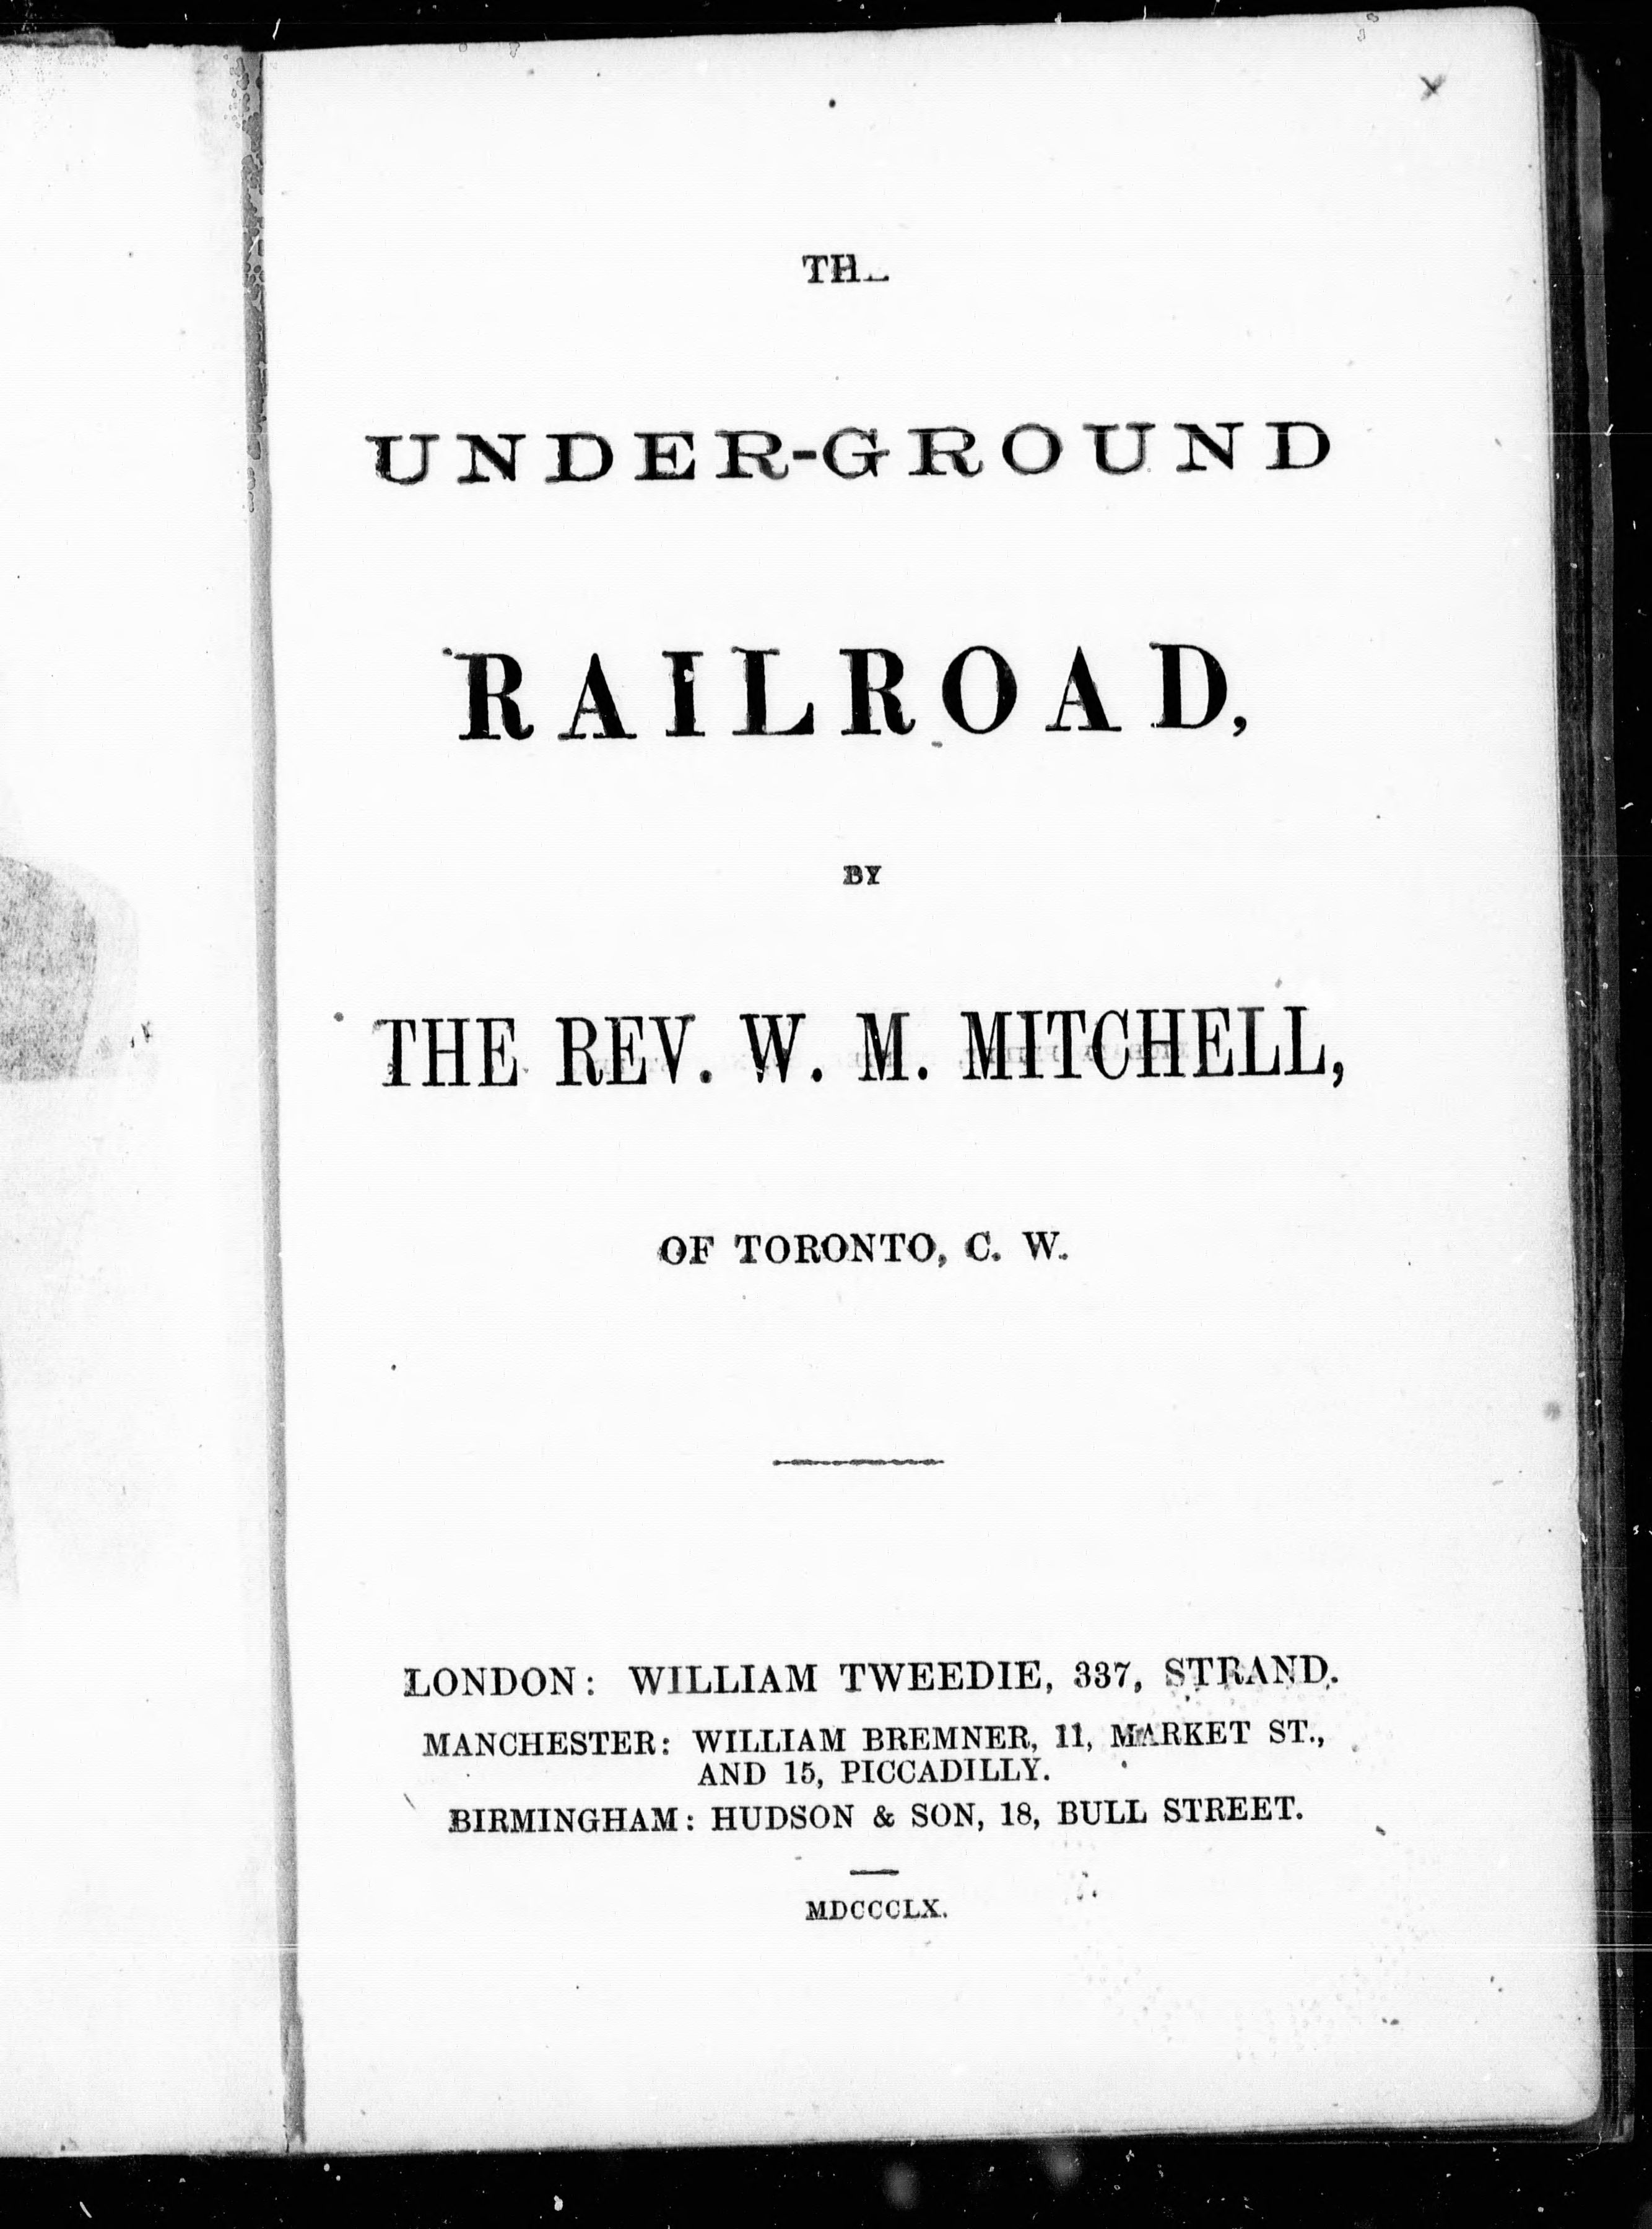 TH
UNDER-GROUND
RAILROAD,
BY
THE REV. W. M. MITCHELL,
OF TORONTO, C. W.
LONDON: WILLIAM TWEEDIE, 337, STRAND.
MANCHESTER: WILLIAM BREMNER, 11, MARKET ST.,
AND 15, PICCADILLY.
BIRMINGHAM: HUDSON & SON, 18, BULL STREET.
MDCCCLX.